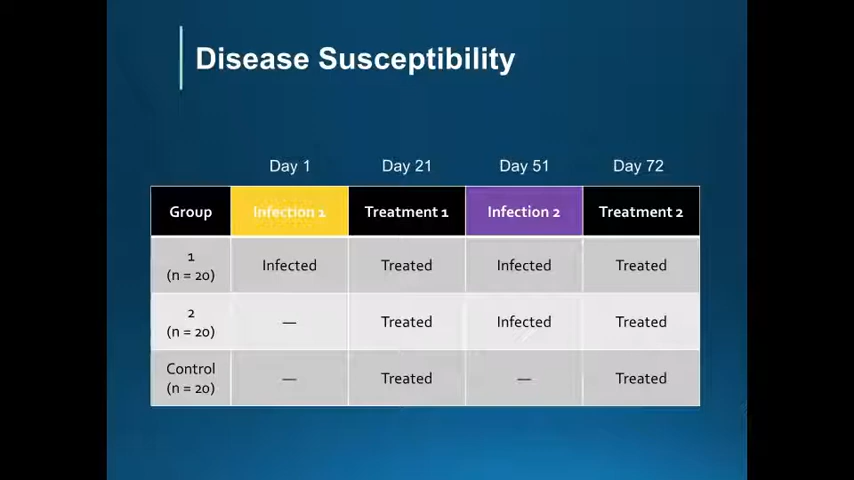 Disease Susceptibility
Day 1 Day 21 Day 51 Day 72
Group Infection 1 Treatment 1 Infection 2 Treatment 2
1
(n = 20) Infected Treated Infected Treated
2
(n = 20) — Treated Infected Treated
Control
(n = 20) — Treated — Treated